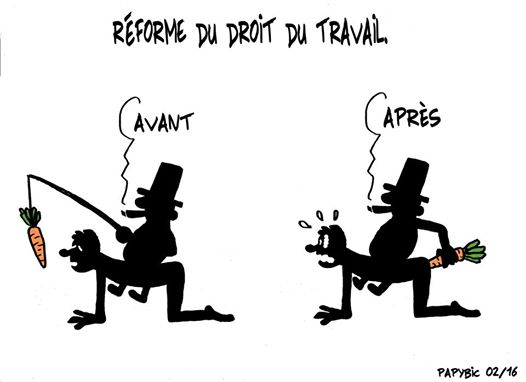 RÉFORME DU DROIT DU TRAVAIL.
AVANT
APRÈS
PAPYBIC 02/16